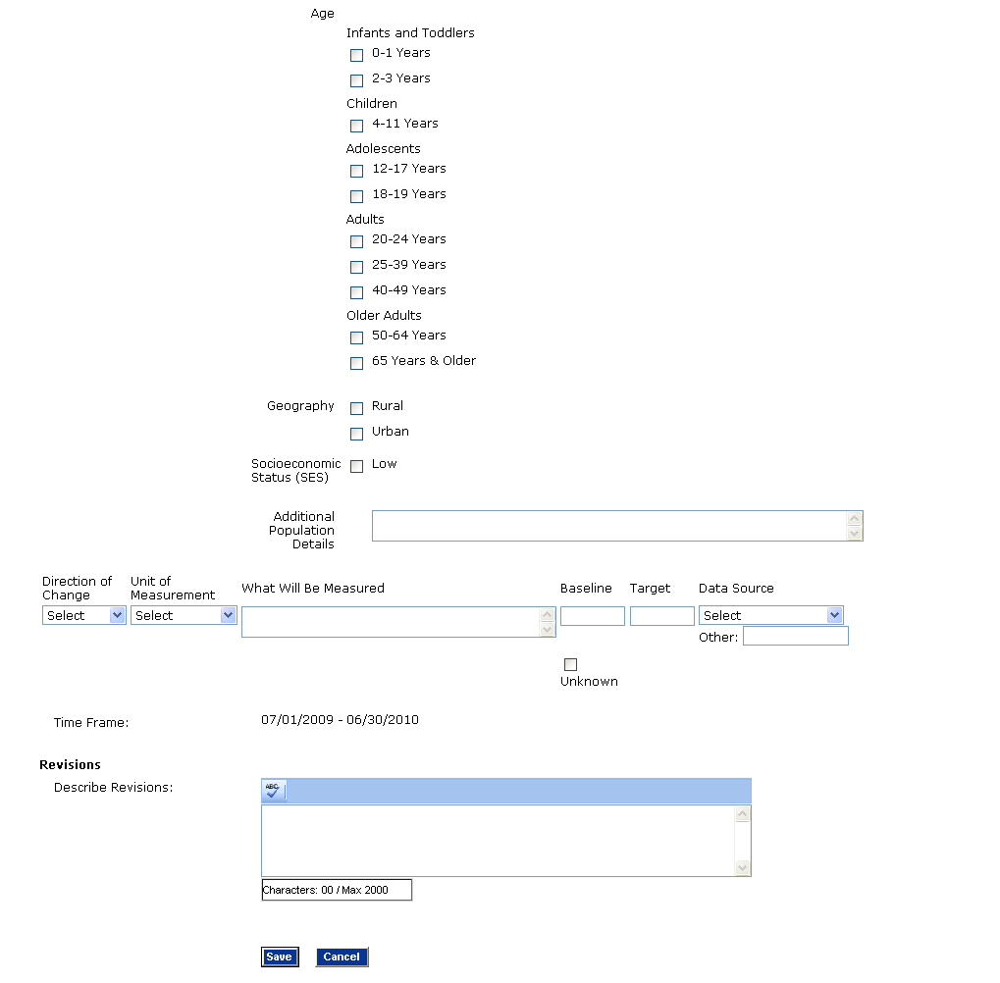 Age
Infants and Toddlers
0-1 Years
2-3 Years
Children
4-11 Years
Adolescents
12-17 Years
18-19 Years
Adults
20-24 Years
25-39 Years
40-49 Years
Older Adults
50-64 Years
65 Years & Older
Geography
Rural
Urban
Socioeconomic
Status (SES)
Low
Additional
Population
Details
Direction of
Change
Unit of
Measurement
What Will Be Measured
Baseline
Target
Data Source
Select
Select
Select
Other:
Unknown
Time Frame:
07/01/2009 - 06/30/2010
Revisions
Describe Revisions:
ABC
Characters: 00 / Max 2000
Save
Cancel